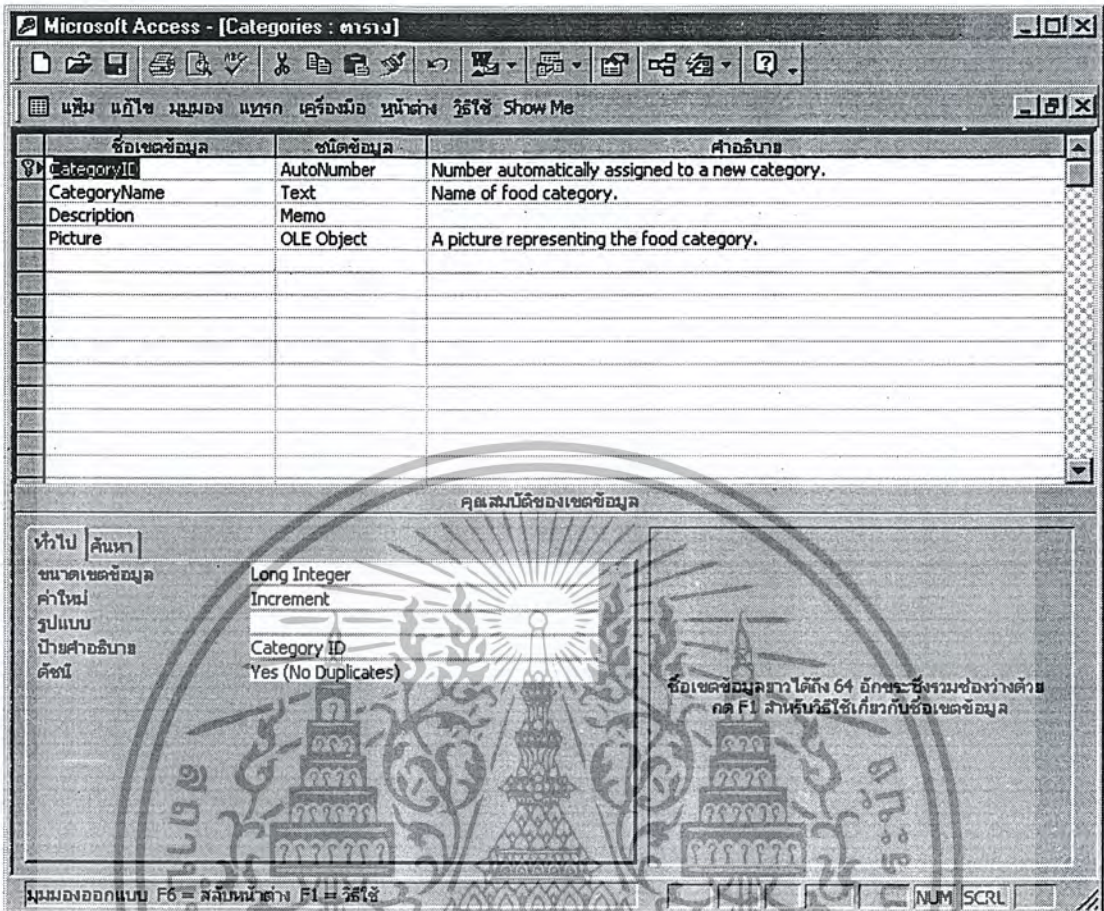 Microsoft Access - [Categories : ตาราง]
แฟ้ม แก้ไข มุมมอง แทรก เครื่องมือ หน้าต่าง วิธีใช้ Show Me
ชื่อเขตข้อมูล ชนิดข้อมูล คำอธิบาย
CategoryID AutoNumber Number automatically assigned to a new category.
CategoryName Text Name of food category.
Description Memo
Picture OLE Object A picture representing the food category.
คุณสมบัติของเขตข้อมูล
ทั่วไป ค้นหา
ขนาดเขตข้อมูล Long Integer
ค่าใหม่ Increment
รูปแบบ
ป้ายคำอธิบาย Category ID
ดัชนี Yes (No Duplicates)
ชื่อเขตข้อมูลยาวได้ถึง 64 อักขระซึ่งรวมช่องว่างด้วย
กด F1 สำหรับวิธีใช้เกี่ยวกับชื่อเขตข้อมูล
มุมมองออกแบบ F6 = สลับหน้าต่าง F1 = วิธีใช้ NUM SCRL